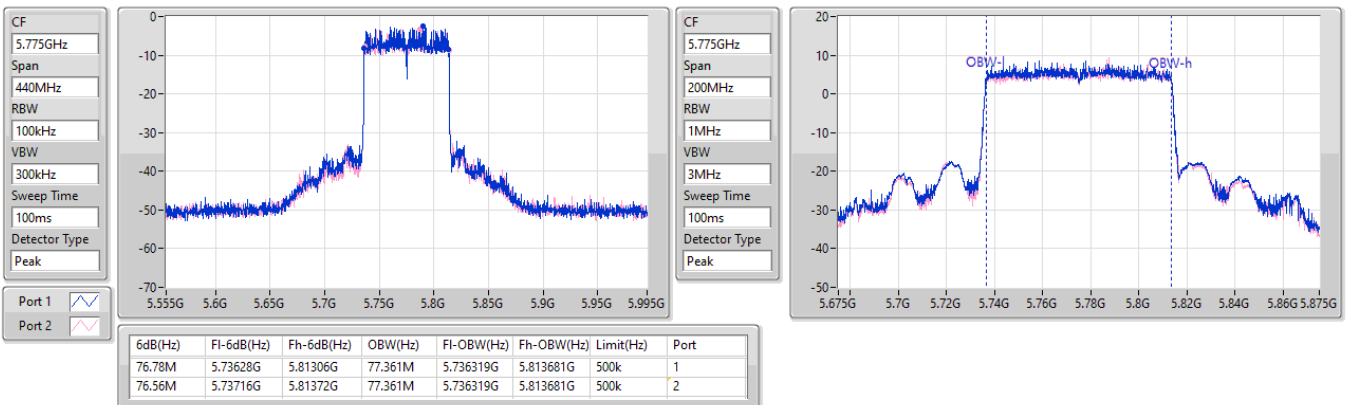 CF
5.775GHz
Span
440MHz
RBW
100kHz
VBW
300kHz
Sweep Time
100ms
Detector Type
Peak
Port 1
Port 2
0
-10
-20
-30
-40
-50
-60
-70
5.555G 5.6G 5.65G 5.7G 5.75G 5.8G 5.85G 5.9G 5.95G 5.995G
CF
5.775GHz
Span
200MHz
RBW
1MHz
VBW
3MHz
Sweep Time
100ms
Detector Type
Peak
20
10
0
-10
-20
-30
-40
-50
OBW-l OBW-h
5.675G 5.7G 5.72G 5.74G 5.76G 5.78G 5.8G 5.82G 5.84G 5.86G 5.875G
6dB(Hz) Fl-6dB(Hz) Fh-6dB(Hz) OBW(Hz) Fl-OBW(Hz) Fh-OBW(Hz) Limit(Hz) Port
76.78M 5.73628G 5.81306G 77.361M 5.736319G 5.813681G 500k 1
76.56M 5.73716G 5.81372G 77.361M 5.736319G 5.813681G 500k 2